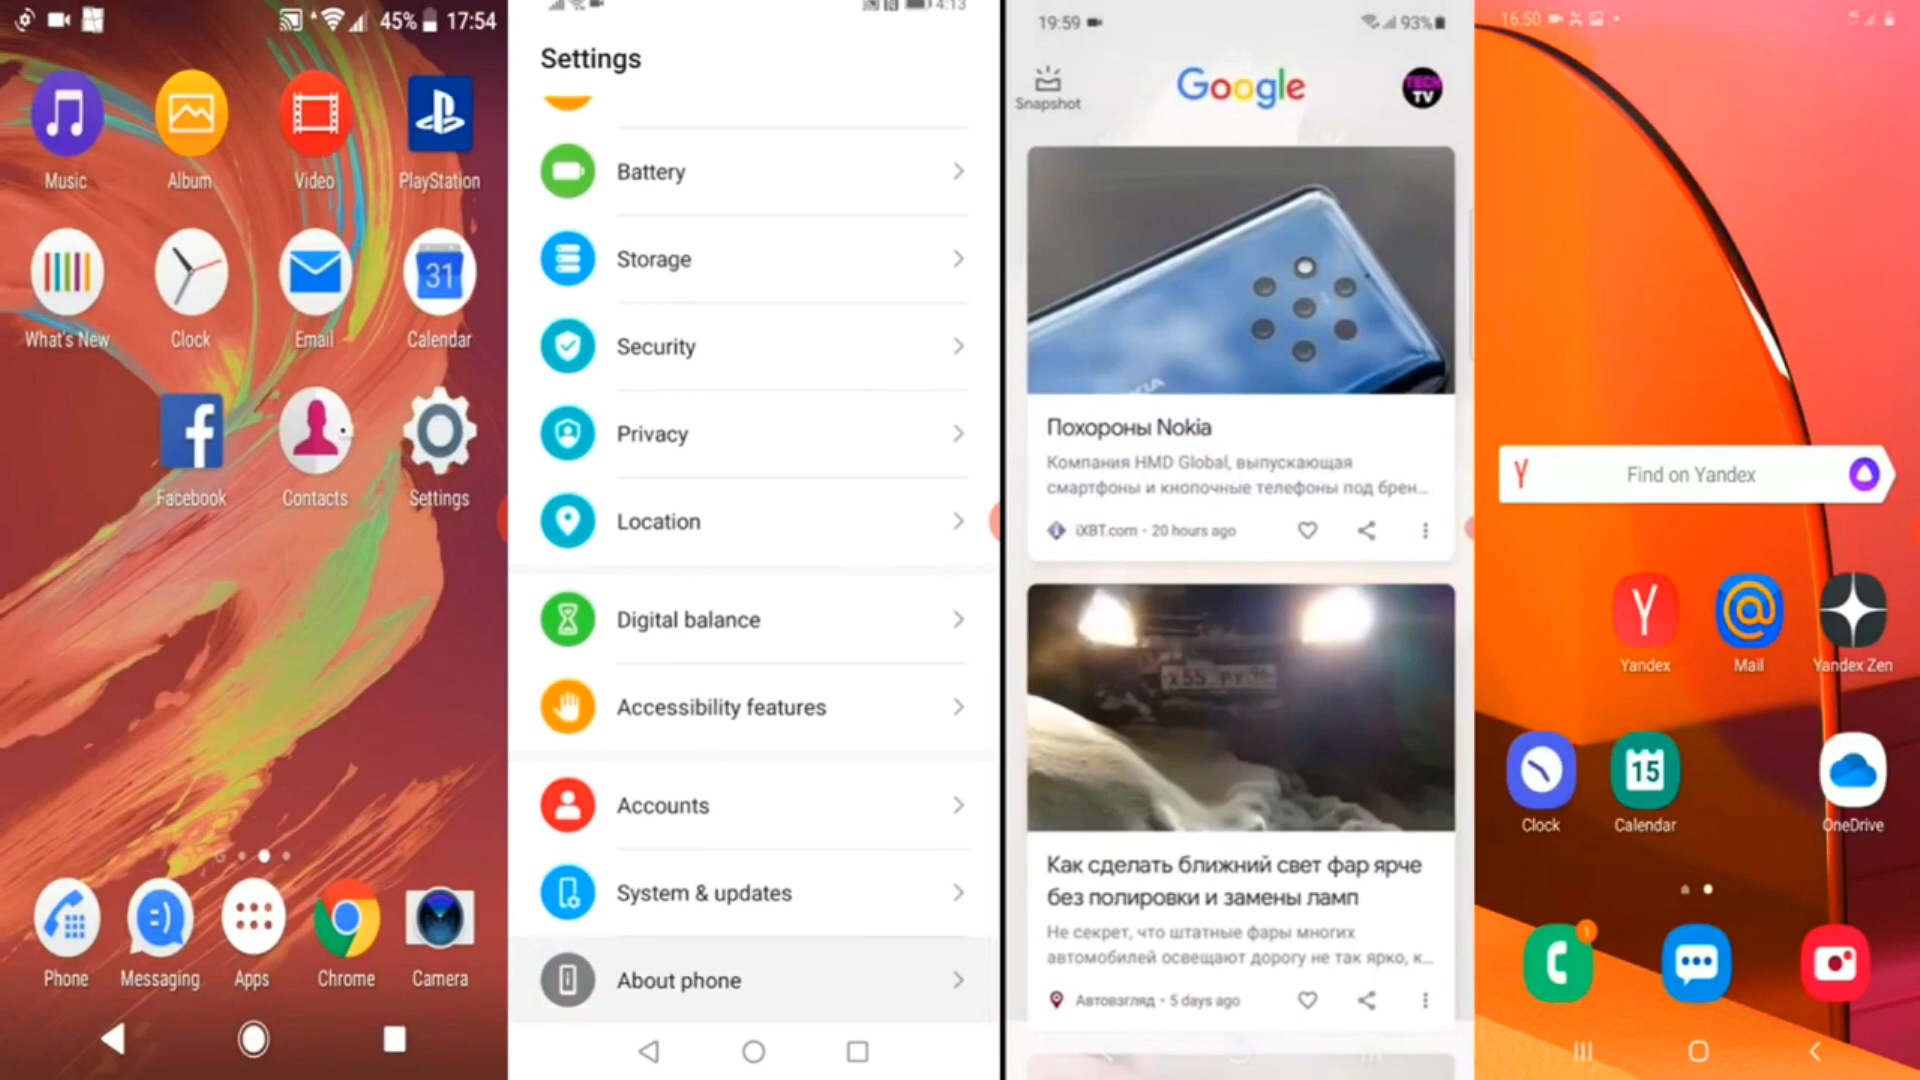 45% 17:54
Music
Album
Video
PlayStation
31
What's New
Clock
Email
Calendar
Facebook
Contacts
Settings
Phone
Messaging
Apps
Chrome
Camera
4:13
Settings
Battery
Storage
Security
Privacy
Location
Digital balance
Accessibility features
Accounts
System & updates
About phone
19:59
93%
Snapshot
Google
TECH
TV
Похороны Nokia
Компания HMD Global, выпускающая
смартфоны и кнопочные телефоны под брен...
iXBT.com • 20 hours ago
Как сделать ближний свет фар ярче
без полировки и замены ламп
Не секрет, что штатные фары многих
автомобилей освещают дорогу не так ярко, к...
Автовзгляд • 5 days ago
16:50
Y Find on Yandex
Y
Yandex
@
Mail
Yandex Zen
15
Clock
Calendar
OneDrive
1